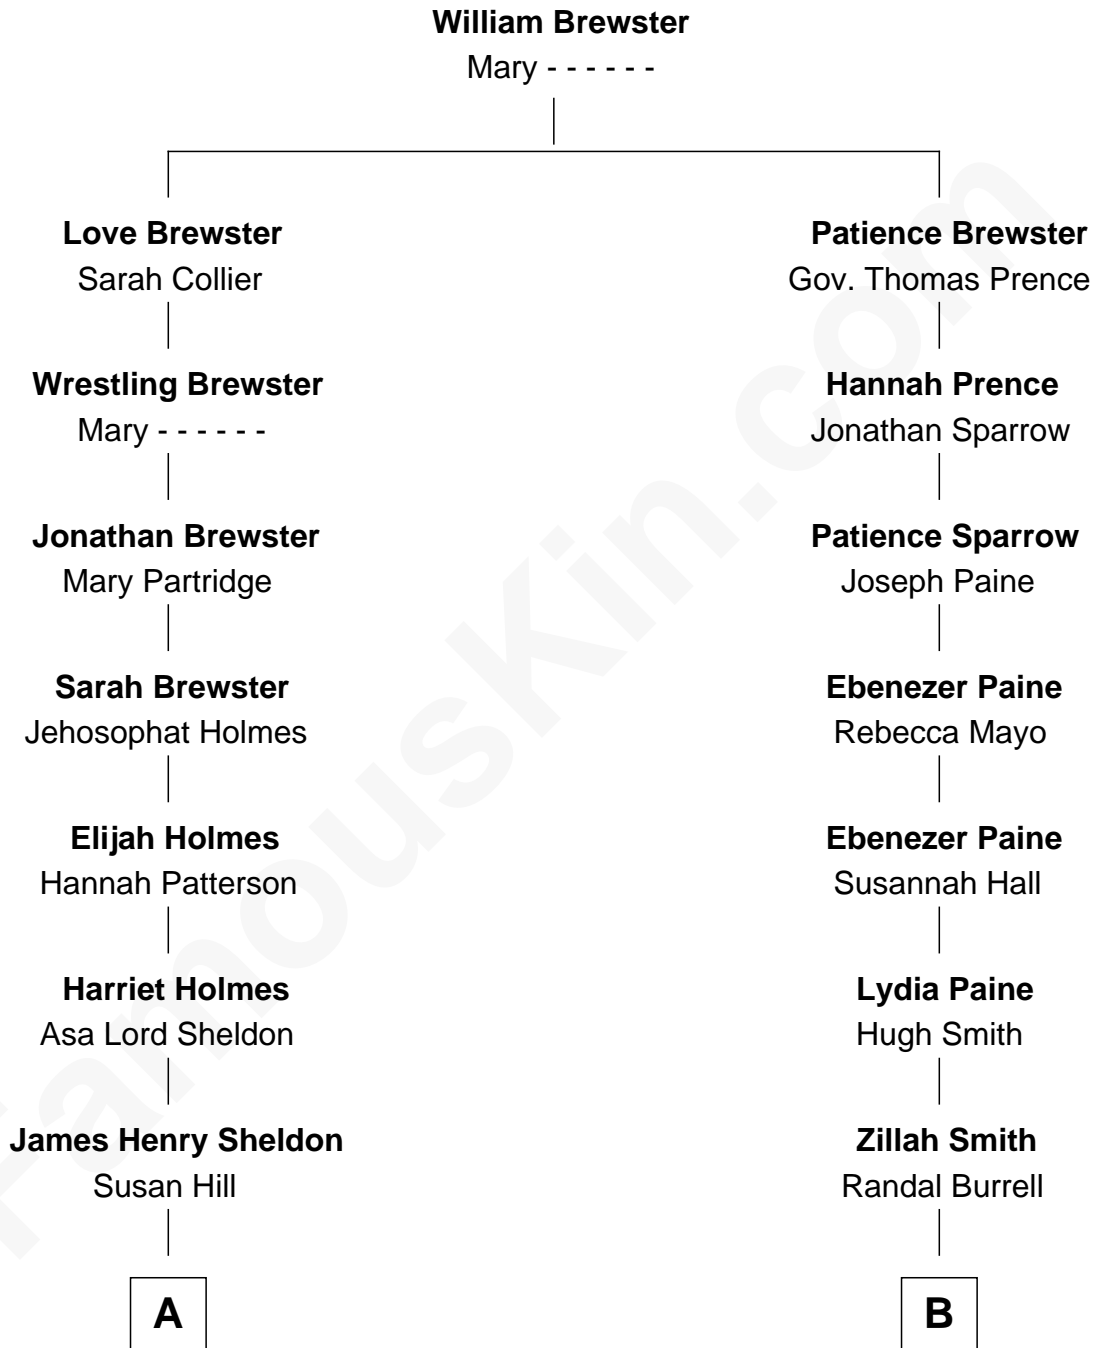 William Brewster
Mary - - - - - -
Love Brewster
Sarah Collier
Patience Brewster
Gov. Thomas Prence
Wrestling Brewster
Mary - - - - - -
Hannah Prence
Jonathan Sparrow
Jonathan Brewster
Mary Partridge
Patience Sparrow
Joseph Paine
Sarah Brewster
Jehosophat Holmes
Ebenezer Paine
Rebecca Mayo
Elijah Holmes
Hannah Patterson
Ebenezer Paine
Susannah Hall
Harriet Holmes
Asa Lord Sheldon
Lydia Paine
Hugh Smith
James Henry Sheldon
Susan Hill
Zillah Smith
Randal Burrell
A
B
FamousKin.com